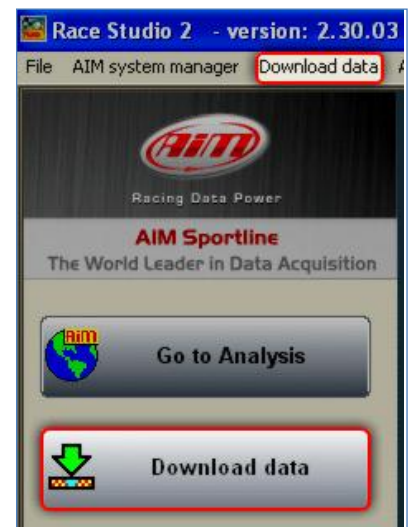 Race Studio 2 - version: 2.30.03
File AIM system manager Download data
AiM
Racing Data Power
AIM Sportline
The World Leader in Data Acquisition
AiM
Go to Analysis
Download data